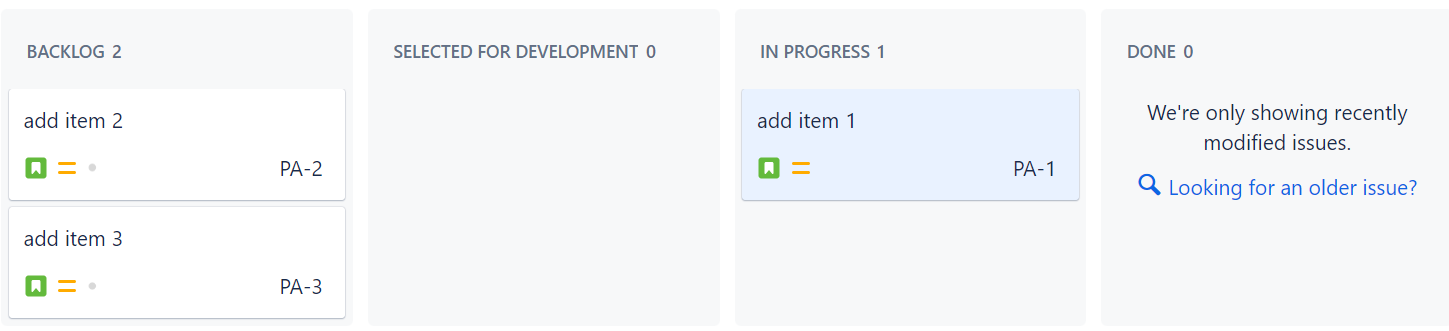 BACKLOG 2
add item 2
PA-2
add item 3
PA-3
SELECTED FOR DEVELOPMENT 0
IN PROGRESS 1
add item 1
PA-1
DONE 0
We're only showing recently
modified issues.
Looking for an older issue?